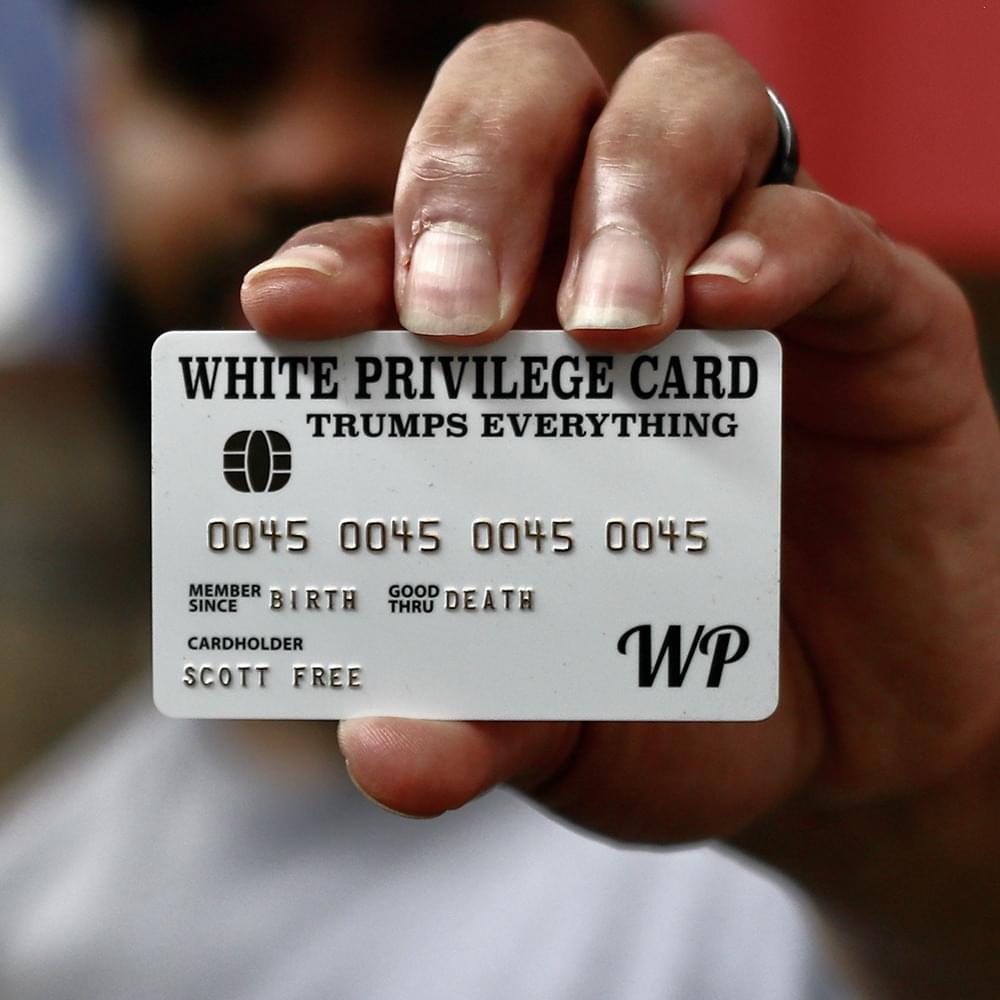 WHITE PRIVILEGE CARD
TRUMPS EVERYTHING
0045 0045 0045 0045
MEMBER SINCE BIRTH GOOD THRU DEATH
CARDHOLDER
SCOTT FREE
WP